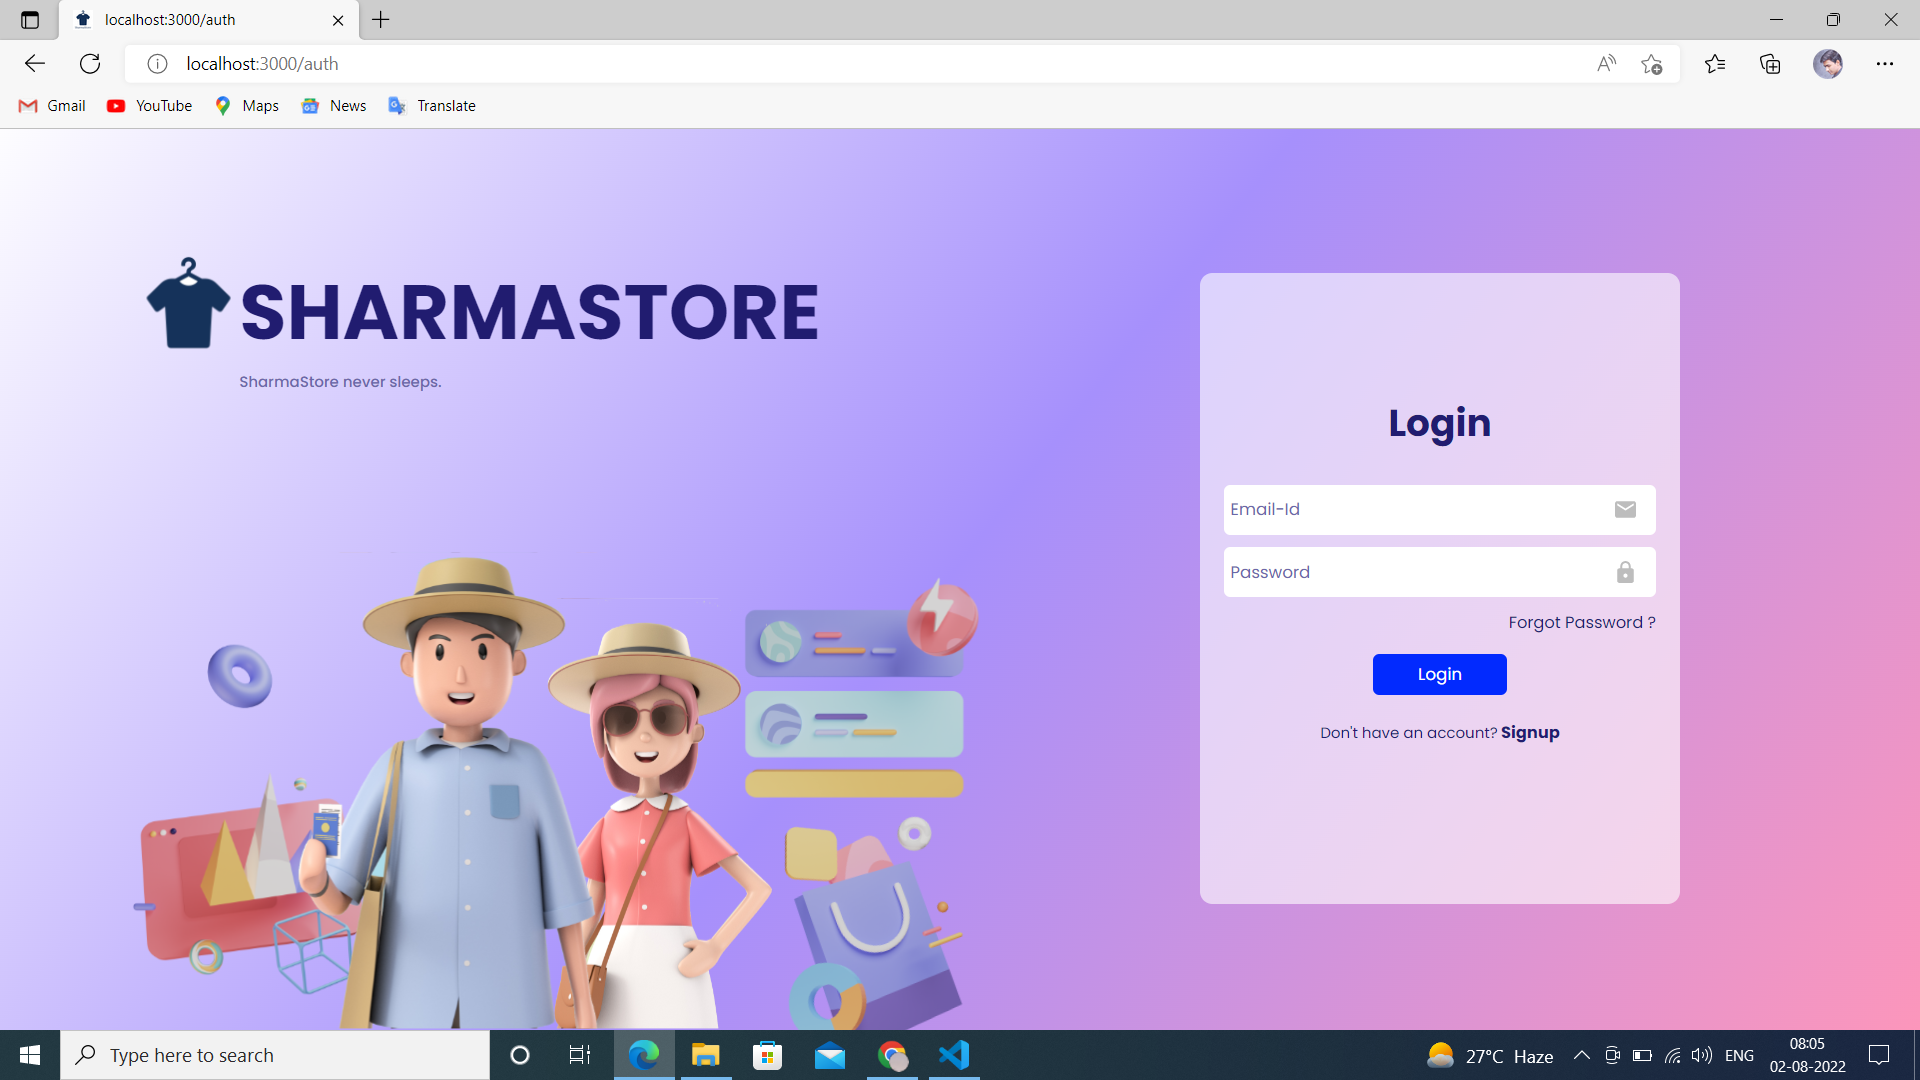 localhost:3000/auth
localhost:3000/auth
Gmail
YouTube
Maps
News
Translate
SHARMASTORE
SharmaStore never sleeps.
Login
Email-Id
Password
Forgot Password ?
Login
Don't have an account? Signup
Type here to search
27°C Haze
ENG
08:05
02-08-2022